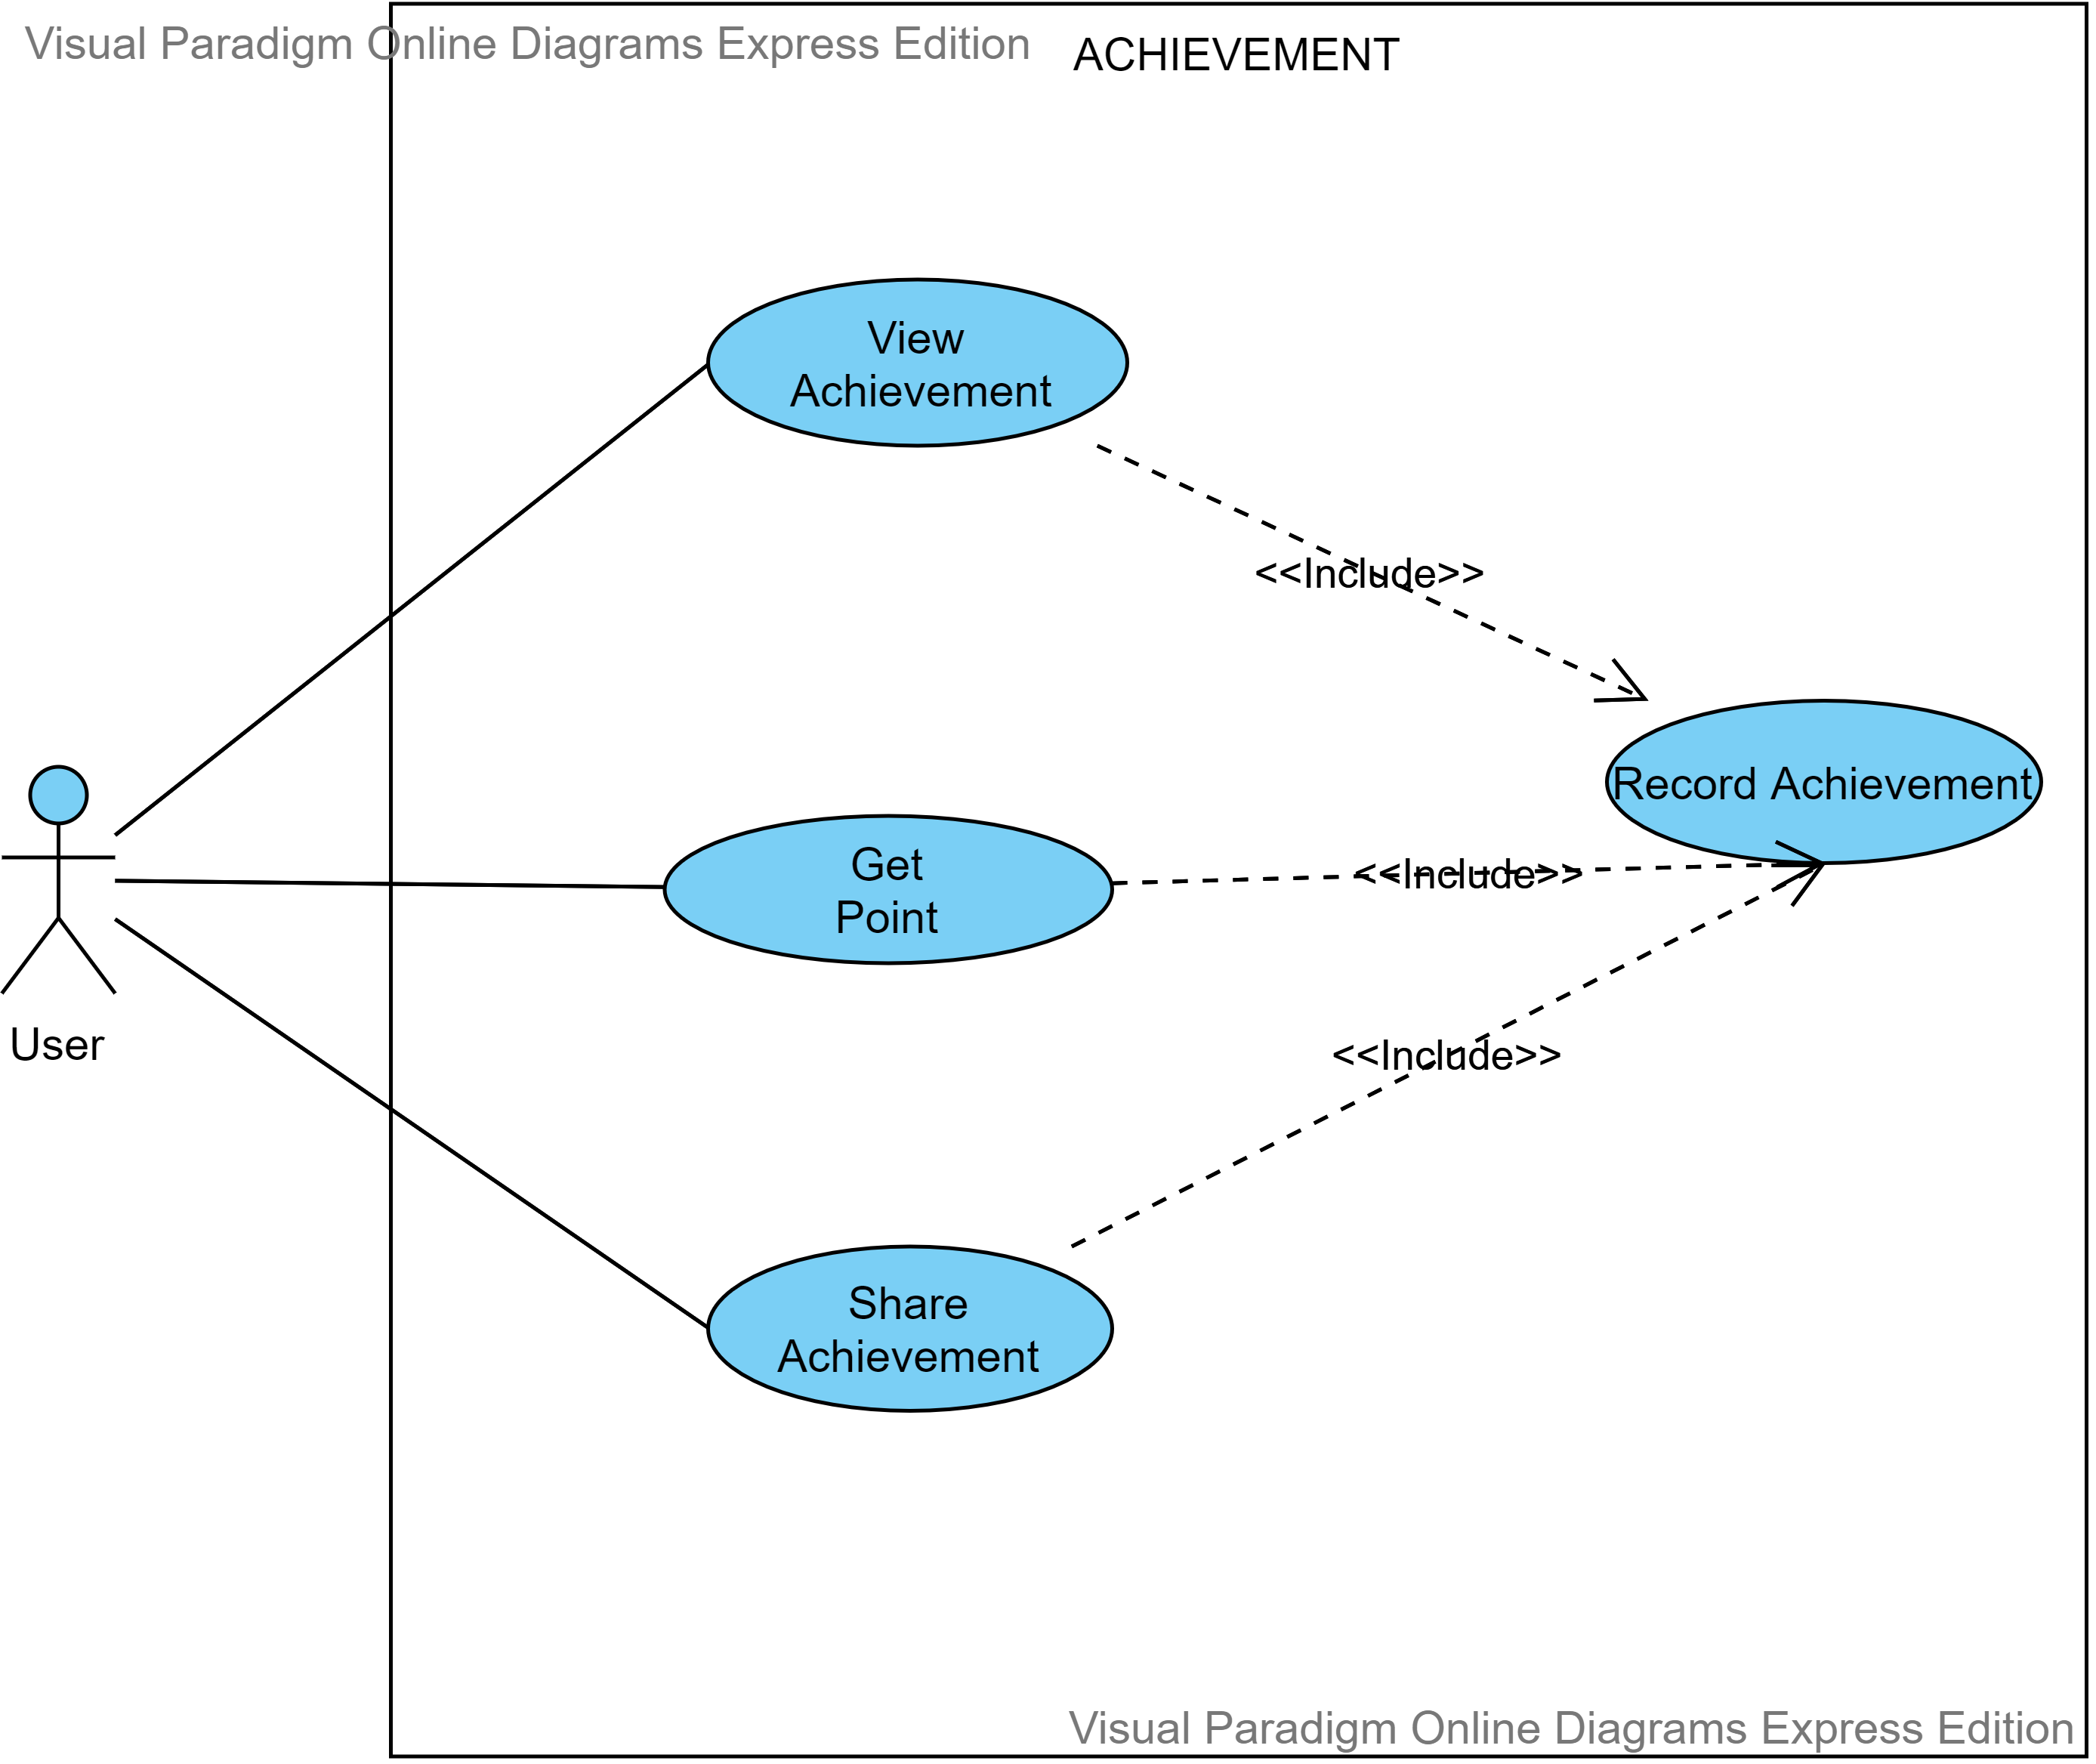 Visual Paradigm Online Diagrams Express Edition
ACHIEVEMENT
View
Achievement
<<Include>>
Record Achievement
Get
Point
<<Include>>
User
<<Include>>
Share
Achievement
Visual Paradigm Online Diagrams Express Edition